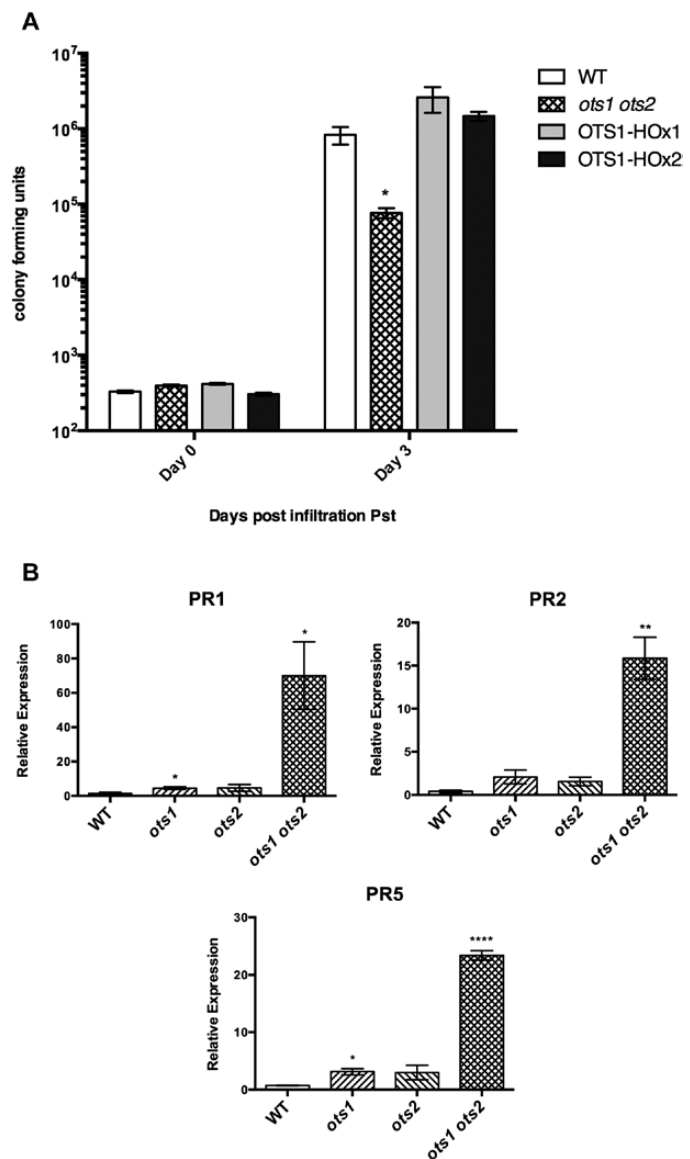 A
10^7
10^6
10^5
10^4
10^3
10^2
colony forming units
*
Day 0
Day 3
Days post infiltration Pst
WT
ots1 ots2
OTS1-HOx1
OTS1-HOx2
B
PR1
Relative Expression
100
80
60
40
20
0
*
*
WT
ots1
ots2
ots1 ots2
PR2
Relative Expression
20
15
10
5
0
**
WT
ots1
ots2
ots1 ots2
PR5
Relative Expression
30
20
10
0
*
****
WT
ots1
ots2
ots1 ots2